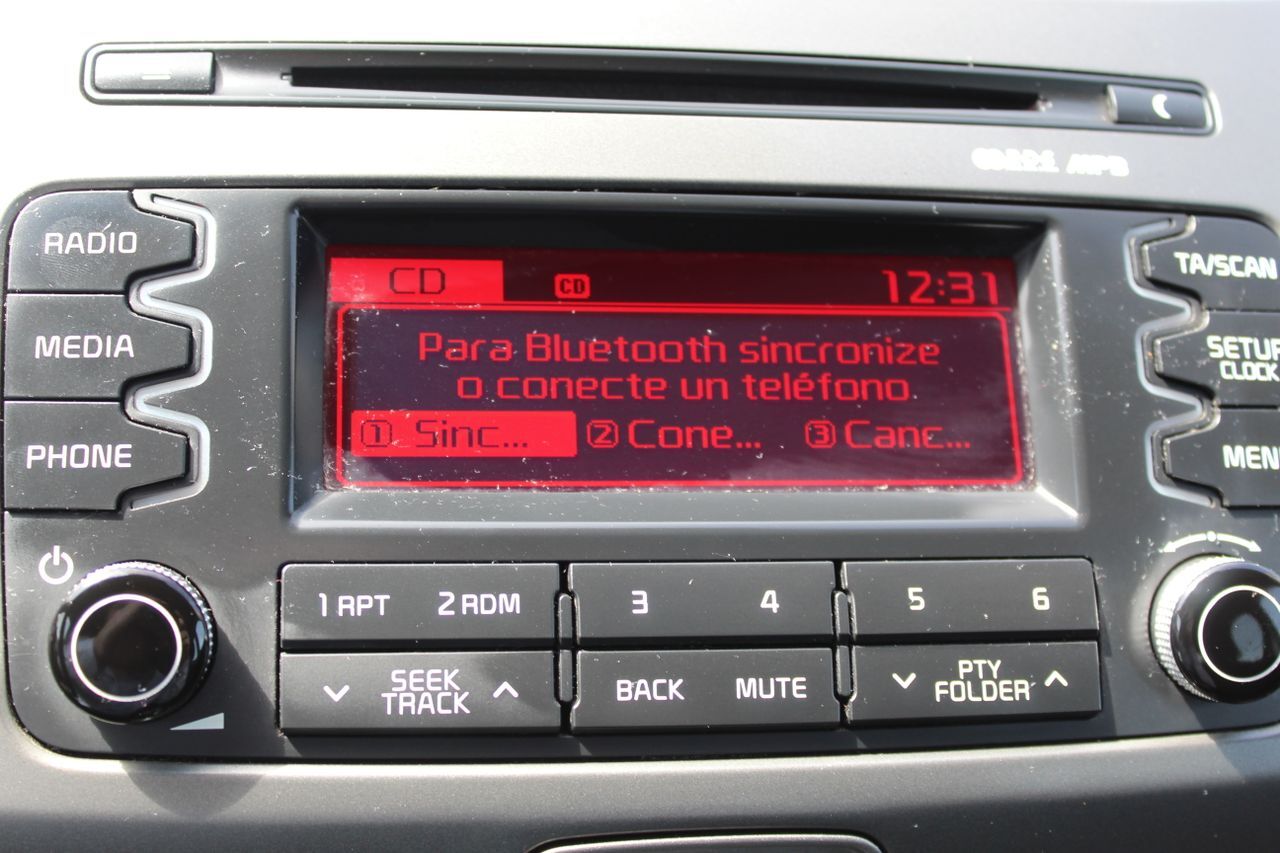 RADIO
MEDIA
PHONE
CD CD 12:31
Para Bluetooth sincronize
o conecte un teléfono
1 Sinc... 2 Cone... 3 Canc...
TA/SCAN
SETUP
CLOCK
MEN
1 RPT 2 RDM 3 4 5 6
SEEK
TRACK
BACK MUTE
PTY
FOLDER